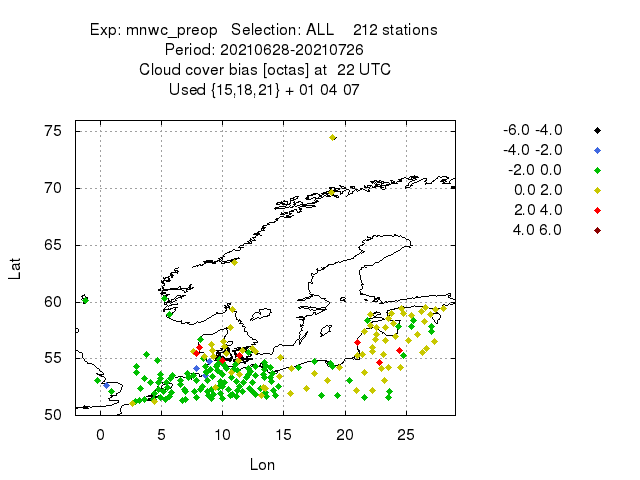 Exp: mnwc_preop Selection: ALL 212 stations
Period: 20210628-20210726
Cloud cover bias [octas] at 22 UTC
Used {15,18,21} + 01 04 07
-6.0 -4.0
-4.0 -2.0
-2.0 0.0
0.0 2.0
2.0 4.0
4.0 6.0
75
70
65
60
55
50
Lat
0 5 10 15 20 25
Lon